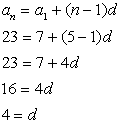 aₙ = a₁ + (n − 1)d
23 = 7 + (5 − 1)d
23 = 7 + 4d
16 = 4d
4 = d